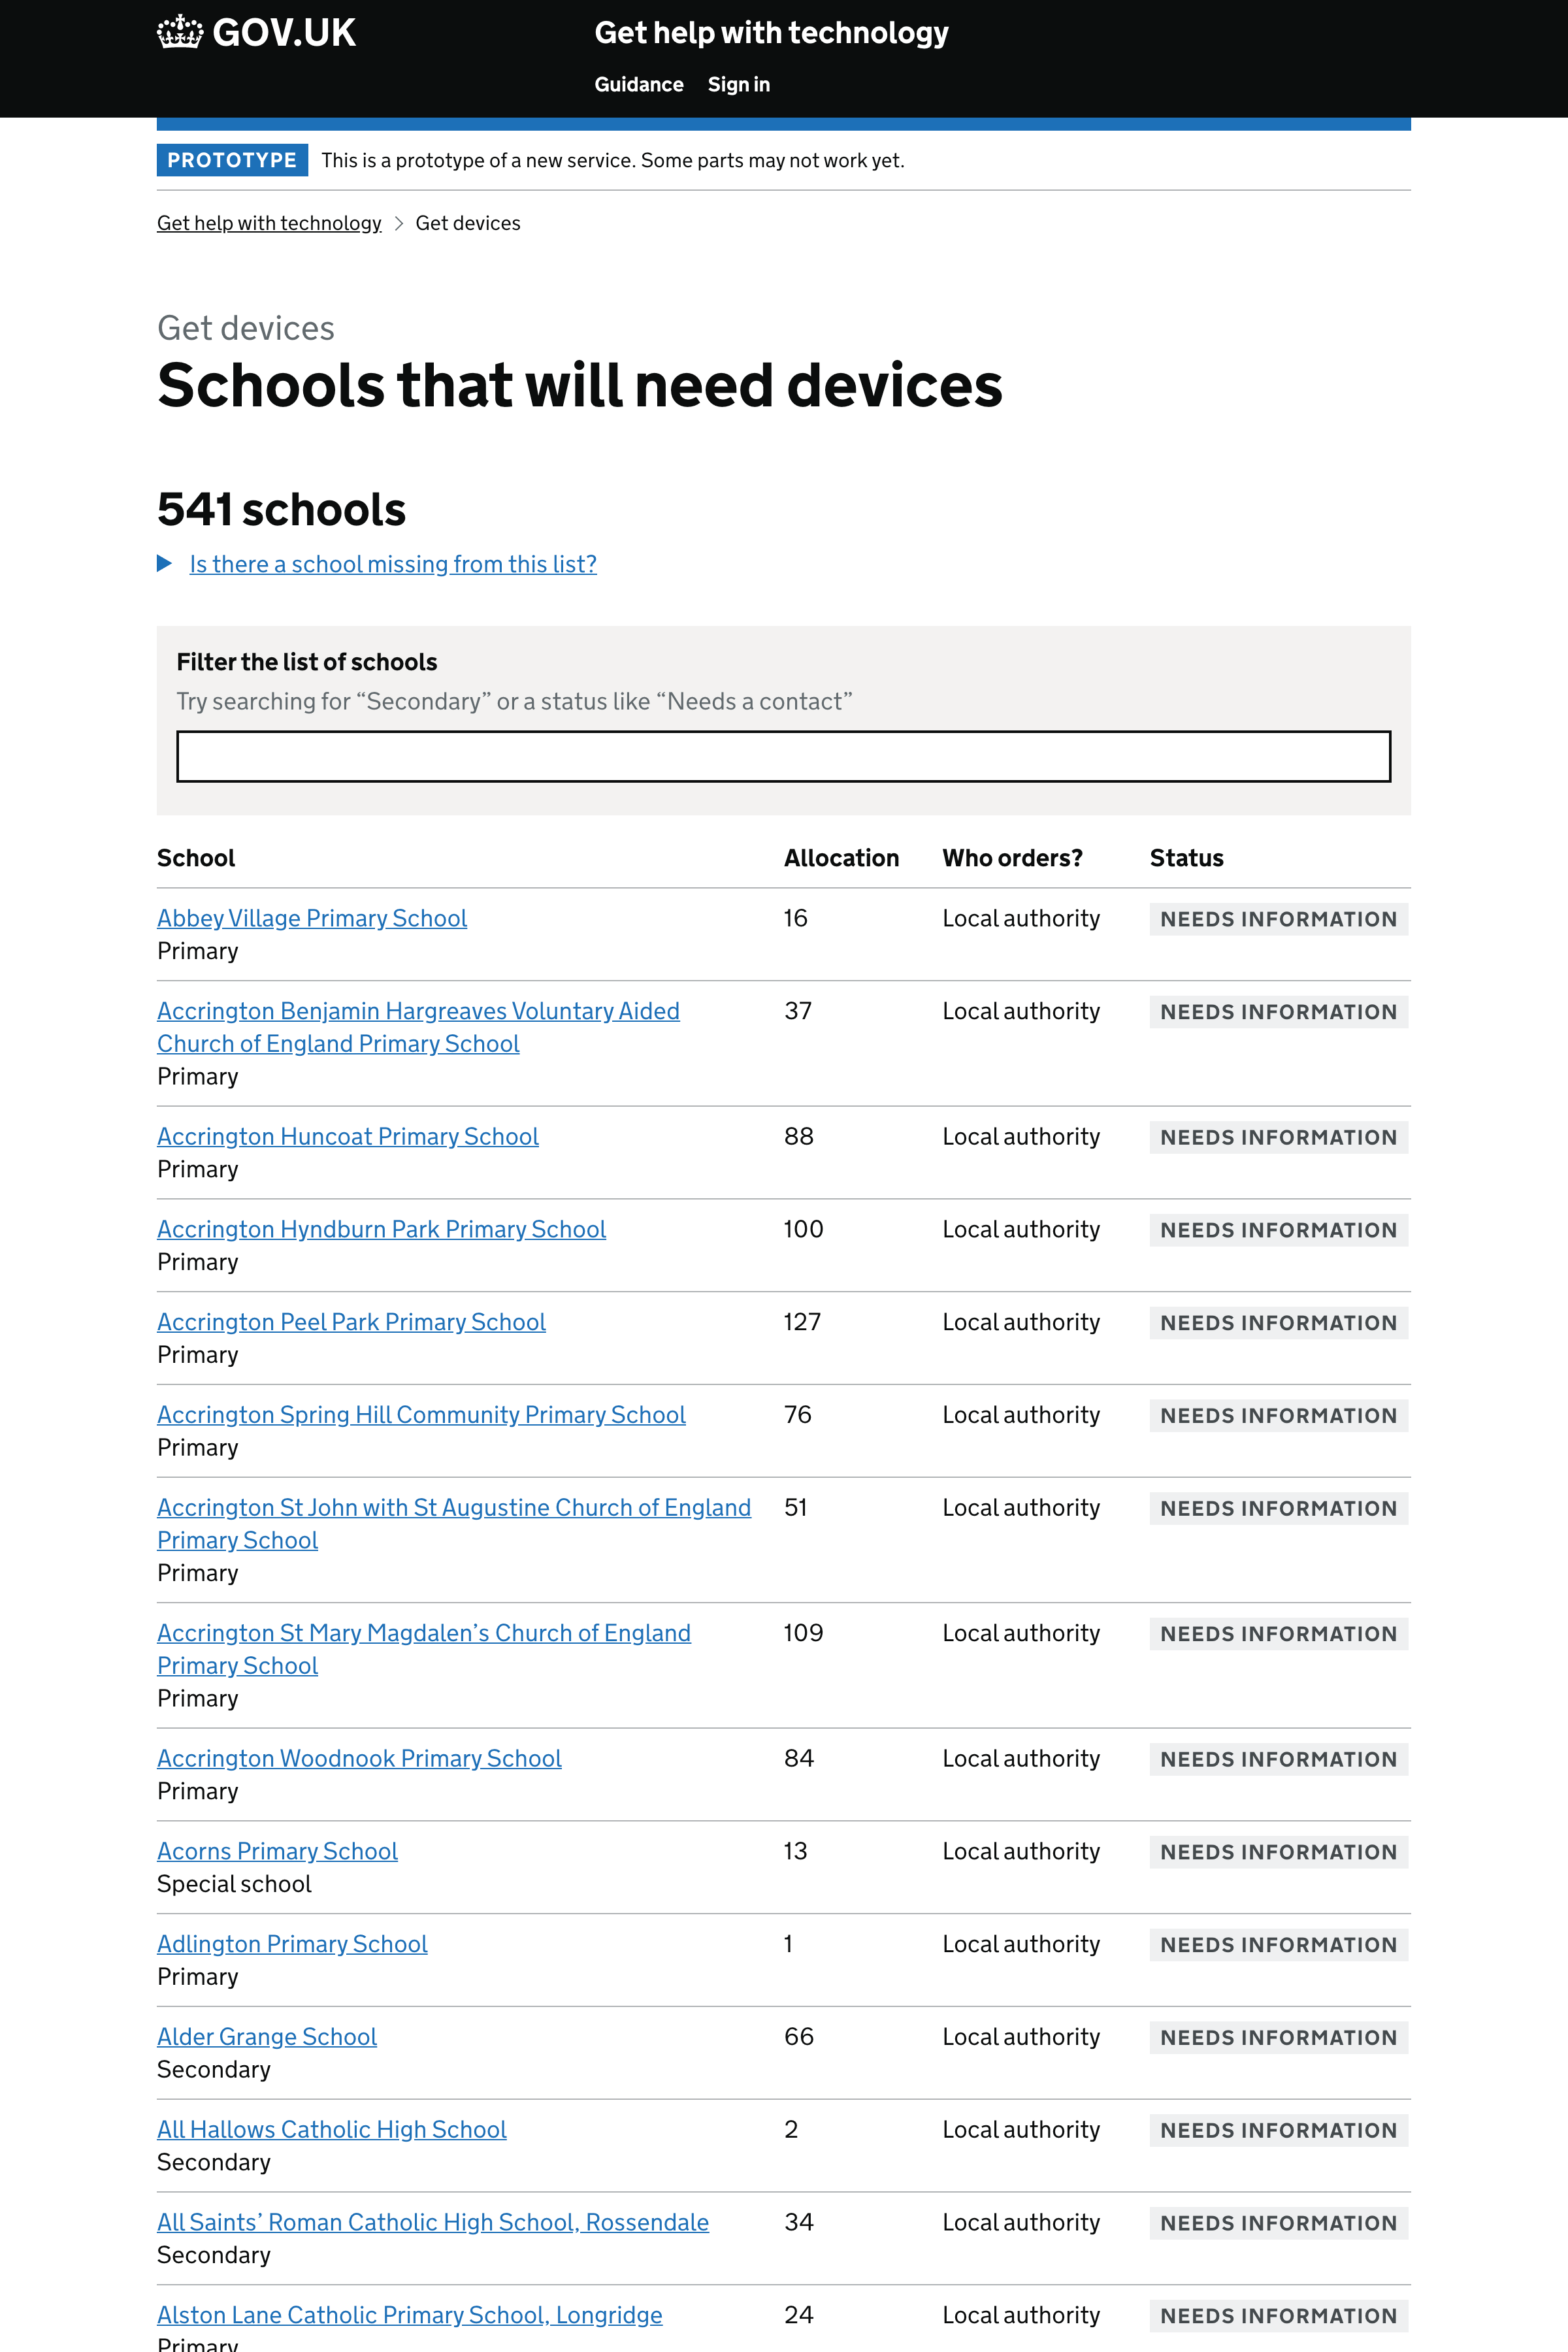 GOV.UK
Get help with technology
Guidance Sign in
PROTOTYPE This is a prototype of a new service. Some parts may not work yet.
Get help with technology > Get devices
Get devices
Schools that will need devices
541 schools
Is there a school missing from this list?
Filter the list of schools
Try searching for “Secondary” or a status like “Needs a contact”
School Allocation Who orders? Status
Abbey Village Primary School 16 Local authority NEEDS INFORMATION
Primary
Accrington Benjamin Hargreaves Voluntary Aided 37 Local authority NEEDS INFORMATION
Church of England Primary School
Primary
Accrington Huncoat Primary School 88 Local authority NEEDS INFORMATION
Primary
Accrington Hyndburn Park Primary School 100 Local authority NEEDS INFORMATION
Primary
Accrington Peel Park Primary School 127 Local authority NEEDS INFORMATION
Primary
Accrington Spring Hill Community Primary School 76 Local authority NEEDS INFORMATION
Primary
Accrington St John with St Augustine Church of England 51 Local authority NEEDS INFORMATION
Primary School
Primary
Accrington St Mary Magdalen’s Church of England 109 Local authority NEEDS INFORMATION
Primary School
Primary
Accrington Woodnook Primary School 84 Local authority NEEDS INFORMATION
Primary
Acorns Primary School 13 Local authority NEEDS INFORMATION
Special school
Adlington Primary School 1 Local authority NEEDS INFORMATION
Primary
Alder Grange School 66 Local authority NEEDS INFORMATION
Secondary
All Hallows Catholic High School 2 Local authority NEEDS INFORMATION
Secondary
All Saints’ Roman Catholic High School, Rossendale 34 Local authority NEEDS INFORMATION
Secondary
Alston Lane Catholic Primary School, Longridge 24 Local authority NEEDS INFORMATION
Primary